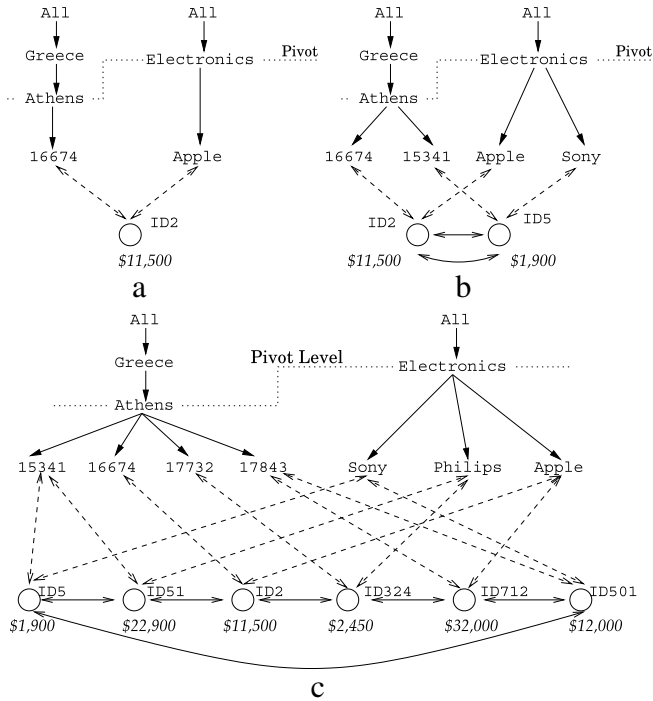 All All
Greece Electronics Pivot
Athens
16674 Apple
ID2
$11,500
a
All All
Greece Electronics Pivot
Athens
16674 15341 Apple Sony
ID2 ID5
$11,500 $1,900
b
All All
Greece Pivot Level Electronics
Athens
15341 16674 17732 17843 Sony Philips Apple
ID5 ID51 ID2 ID324 ID712 ID501
$1,900 $22,900 $11,500 $2,450 $32,000 $12,000
c